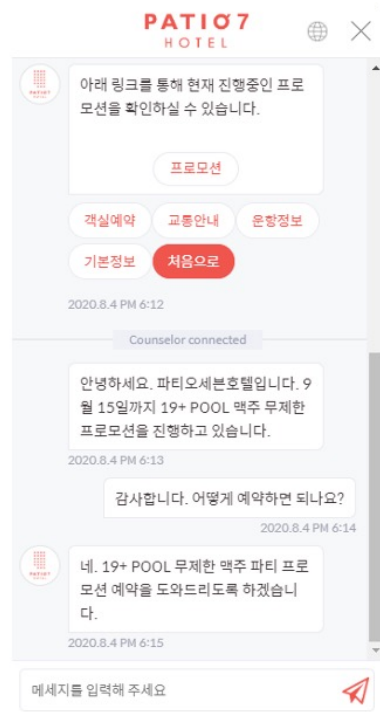 PATIO7
HOTEL
아래 링크를 통해 현재 진행중인 프로
모션을 확인하실 수 있습니다.
프로모션
객실예약 교통안내 운항정보
기본정보 처음으로
2020.8.4 PM 6:12
Counselor connected
안녕하세요. 파티오세븐호텔입니다. 9
월 15일까지 19+ POOL 맥주 무제한
프로모션을 진행하고 있습니다.
2020.8.4 PM 6:13
감사합니다. 어떻게 예약하면 되나요?
2020.8.4 PM 6:14
네. 19+ POOL 무제한 맥주 파티 프로
모션 예약을 도와드리도록 하겠습니
다.
2020.8.4 PM 6:15
메세지를 입력해 주세요